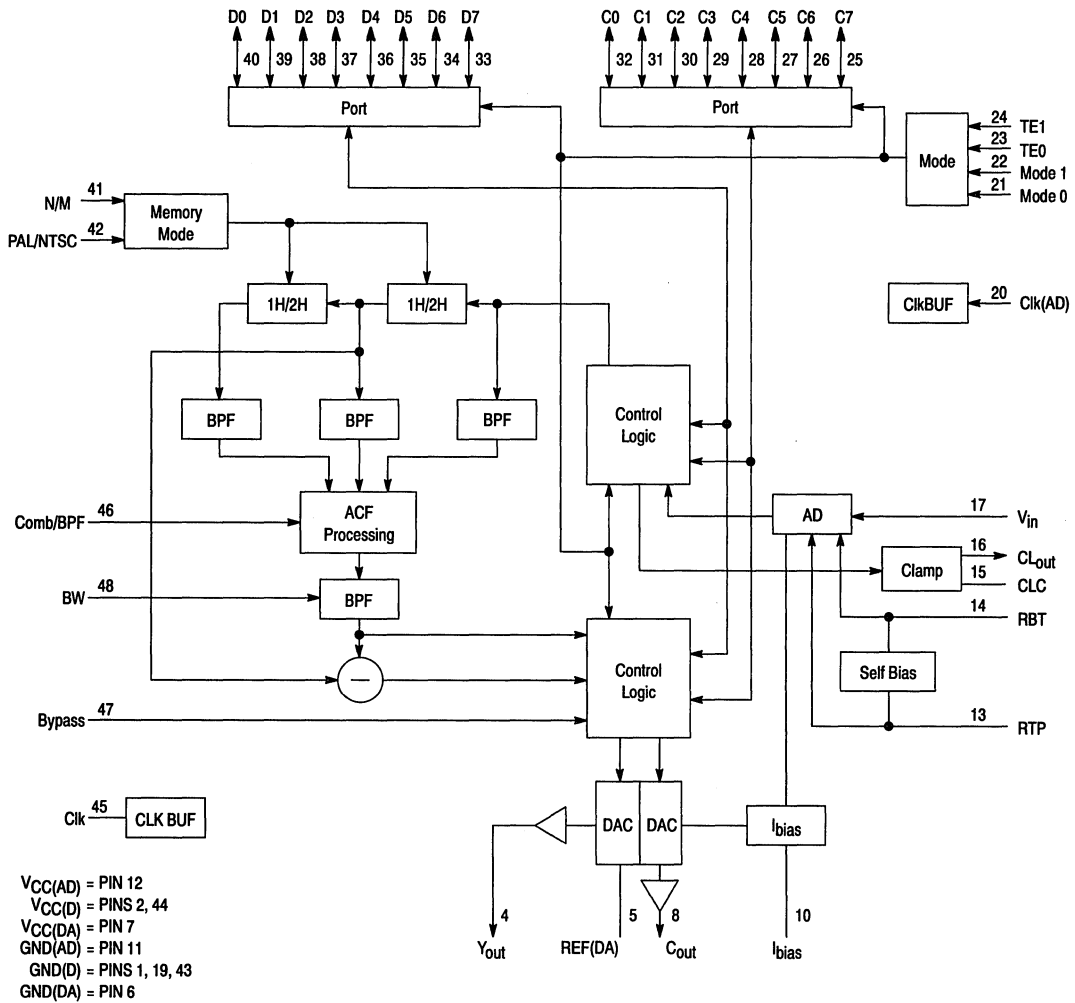 D0 D1 D2 D3 D4 D5 D6 D7
C0 C1 C2 C3 C4 C5 C6 C7
40 39 38 37 36 35 34 33
32 31 30 29 28 27 26 25
Port
Port
Mode
24 TE1
23 TE0
22 Mode 1
21 Mode 0
N/M 41
PAL/NTSC 42
Memory
Mode
1H/2H
1H/2H
ClkBUF
20 Clk(AD)
BPF
BPF
BPF
Control
Logic
Comb/BPF 46
ACF
Processing
AD
17 Vin
16 CLout
Clamp
15 CLC
BW 48
BPF
14 RBT
—
Control
Logic
Self Bias
Bypass 47
13 RTP
Clk 45
CLK BUF
DAC
DAC
Ibias
VCC(AD) = PIN 12
VCC(D) = PINS 2, 44
VCC(DA) = PIN 7
GND(AD) = PIN 11
GND(D) = PINS 1, 19, 43
GND(DA) = PIN 6
4
5
8
10
Yout
REF(DA)
Cout
Ibias